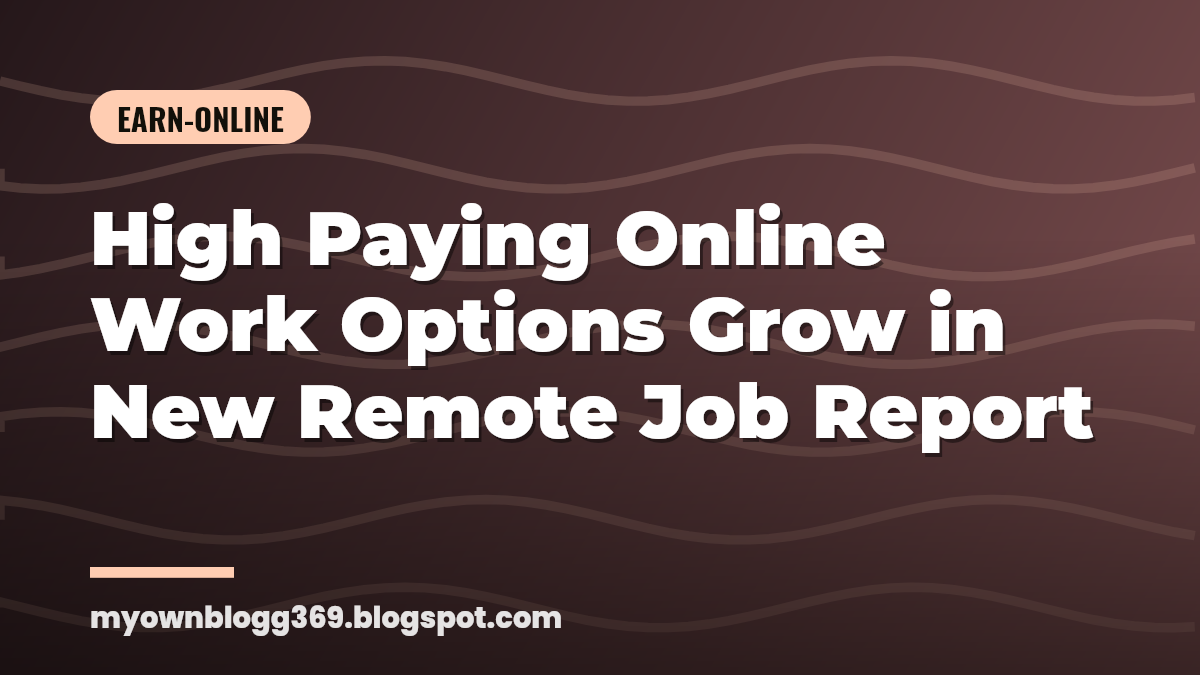 EARN-ONLINE
High Paying Online
Work Options Grow in
New Remote Job Report
myownblogg369.blogspot.com